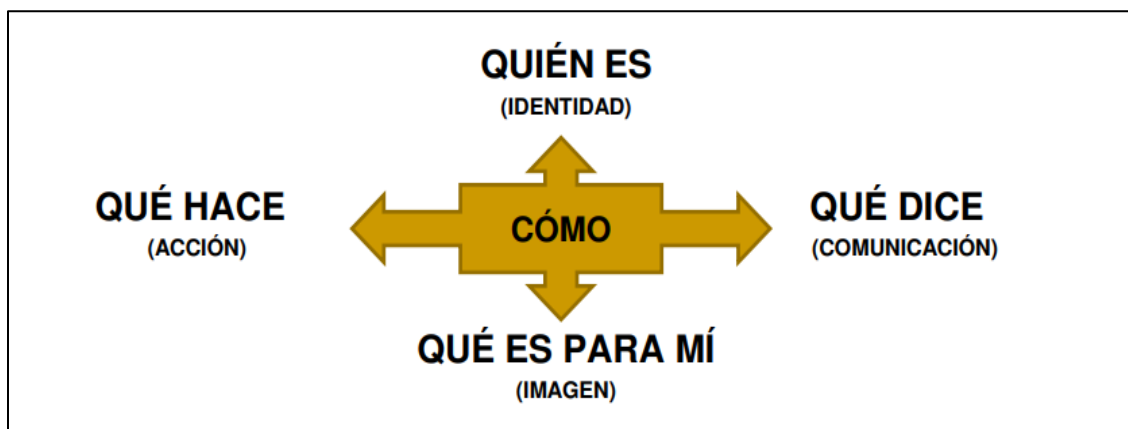 QUIÉN ES
(IDENTIDAD)
QUÉ HACE
(ACCIÓN)
CÓMO
QUÉ DICE
(COMUNICACIÓN)
QUÉ ES PARA MÍ
(IMAGEN)